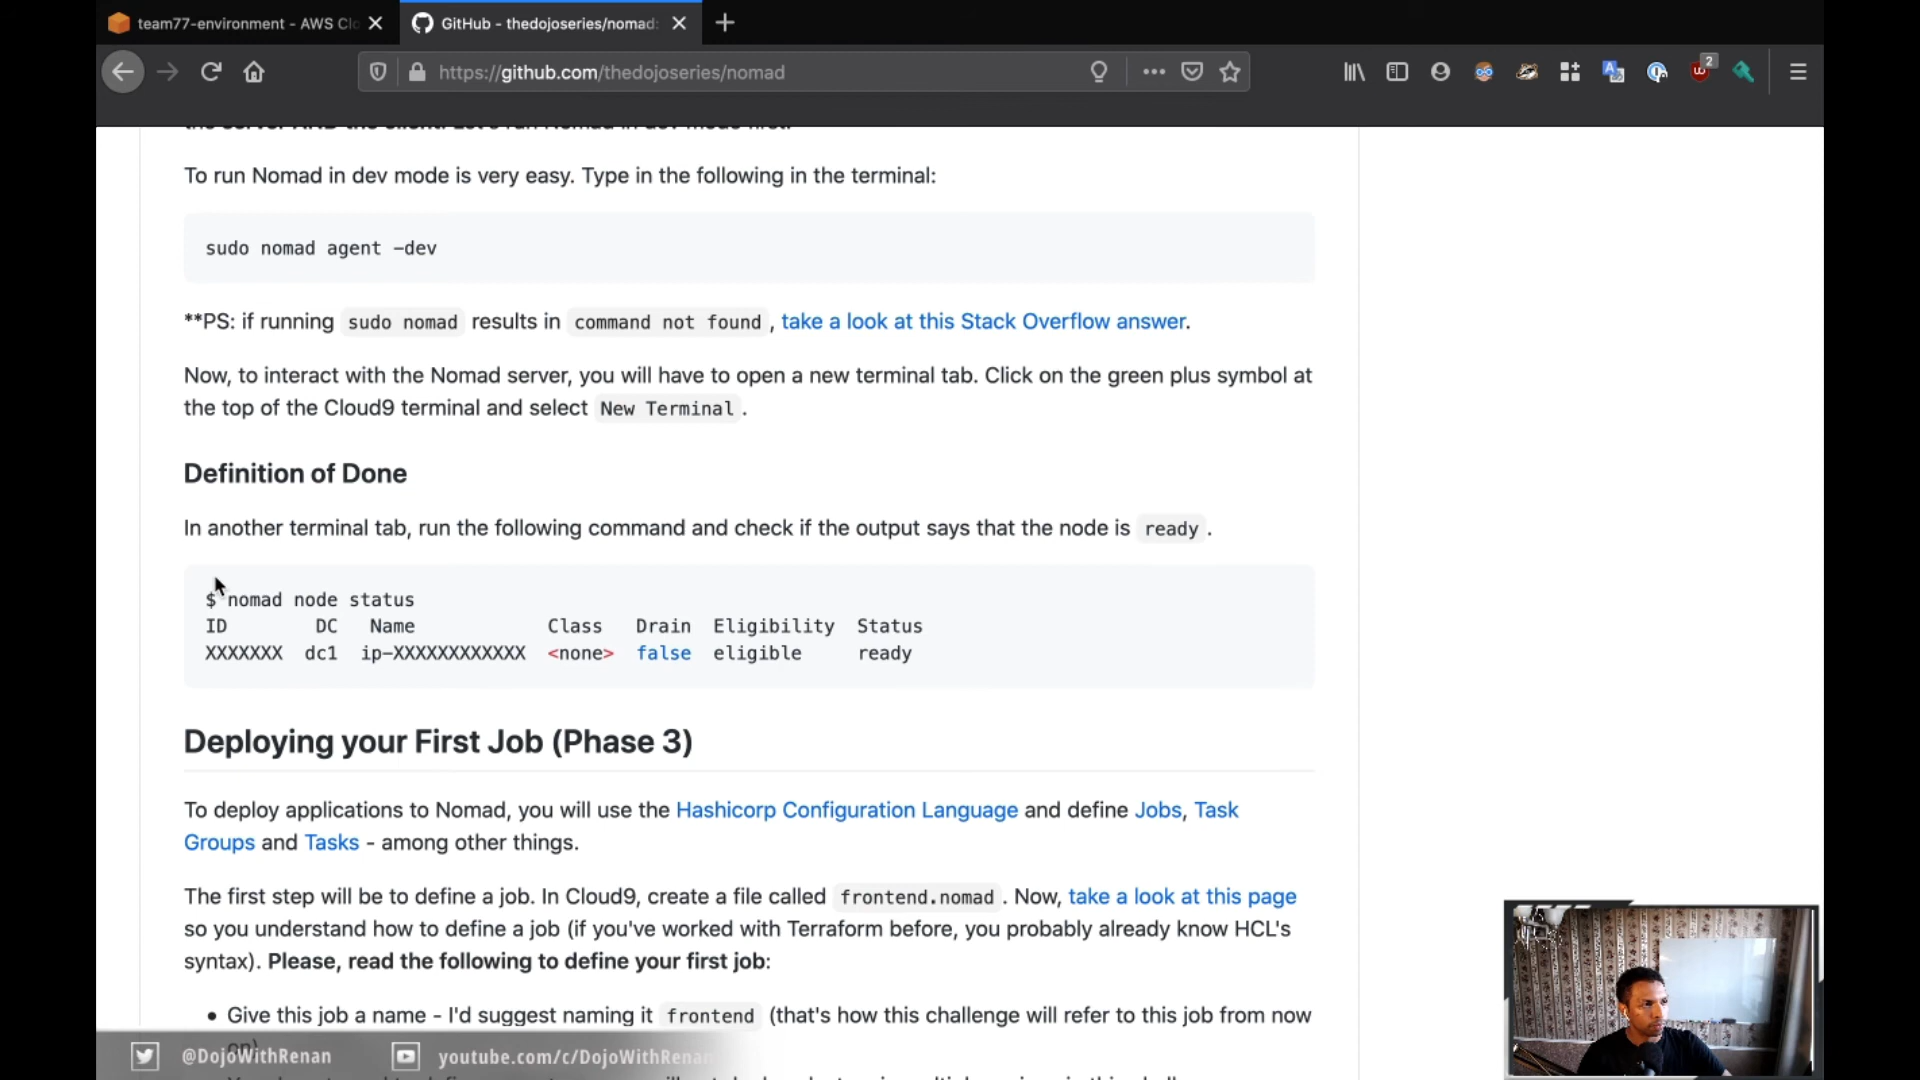 team77-environment - AWS Clo
GitHub - thedojoseries/nomad:
https://github.com/thedojoseries/nomad
2
To run Nomad in dev mode is very easy. Type in the following in the terminal:
sudo nomad agent -dev
**PS: if running sudo nomad results in command not found , take a look at this Stack Overflow answer.
Now, to interact with the Nomad server, you will have to open a new terminal tab. Click on the green plus symbol at
the top of the Cloud9 terminal and select New Terminal .
Definition of Done
In another terminal tab, run the following command and check if the output says that the node is ready .
$ nomad node status
ID DC Name Class Drain Eligibility Status
XXXXXXX dc1 ip-XXXXXXXXXXXX <none> false eligible ready
Deploying your First Job (Phase 3)
To deploy applications to Nomad, you will use the Hashicorp Configuration Language and define Jobs, Task
Groups and Tasks - among other things.
The first step will be to define a job. In Cloud9, create a file called frontend.nomad . Now, take a look at this page
so you understand how to define a job (if you've worked with Terraform before, you probably already know HCL's
syntax). Please, read the following to define your first job:
• Give this job a name - I'd suggest naming it frontend (that's how this challenge will refer to this job from now
on)
@DojoWithRenan youtube.com/c/DojoWithRenan